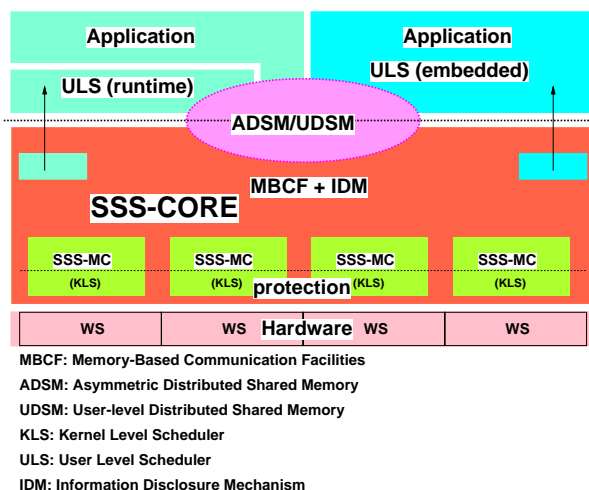 Application
Application
ULS (runtime)
ULS (embedded)
ADSM/UDSM
MBCF + IDM
SSS-CORE
SSS-MC
(KLS)
SSS-MC
(KLS)
SSS-MC
(KLS)
SSS-MC
(KLS)
protection
WS
WS
Hardware
WS
WS
MBCF: Memory-Based Communication Facilities
ADSM: Asymmetric Distributed Shared Memory
UDSM: User-level Distributed Shared Memory
KLS: Kernel Level Scheduler
ULS: User Level Scheduler
IDM: Information Disclosure Mechanism